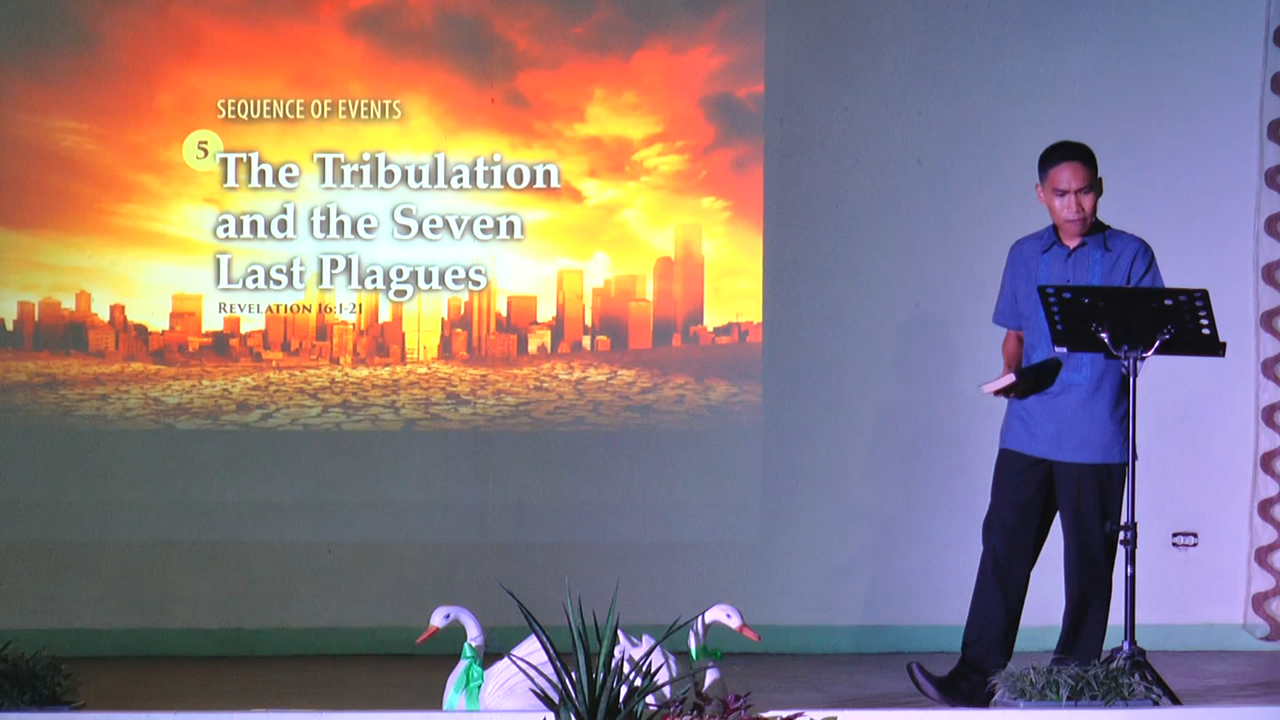 SEQUENCE OF EVENTS
5
The Tribulation
and the Seven
Last Plagues
REVELATION 16:1-21